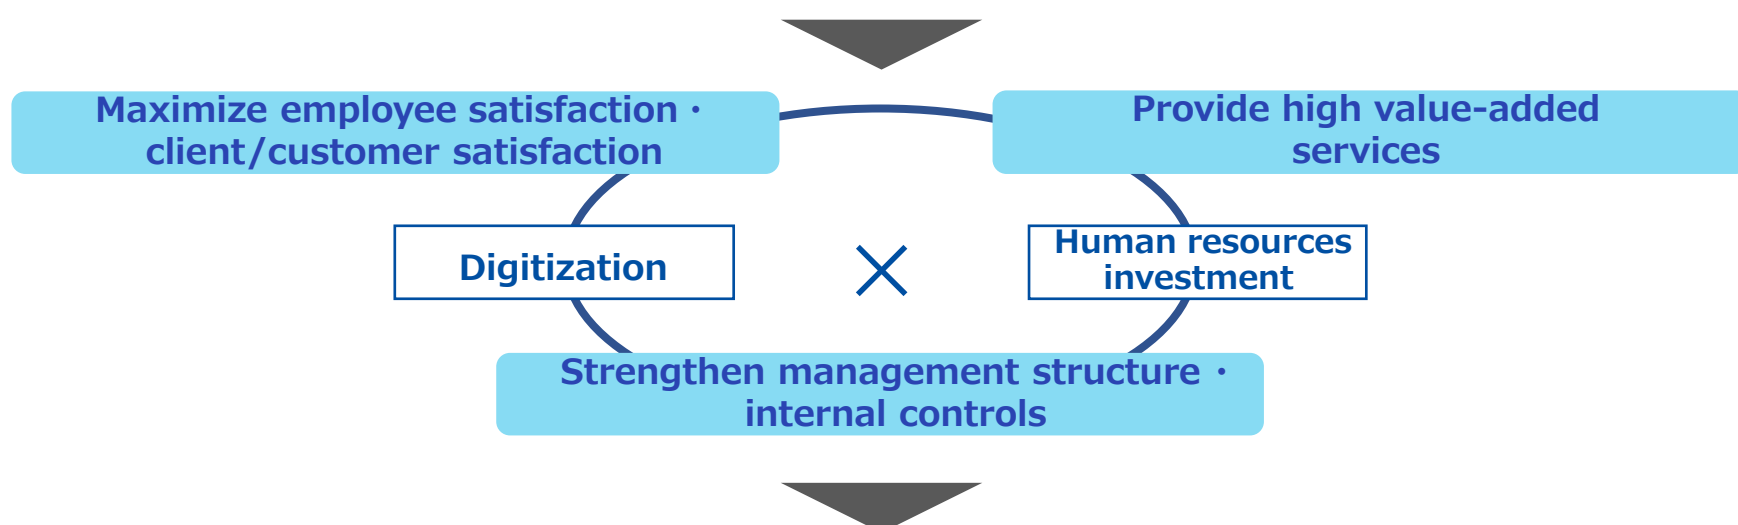 Maximize employee satisfaction・
client/customer satisfaction
Provide high value-added
services
Digitization
Human resources
investment
Strengthen management structure・
internal controls